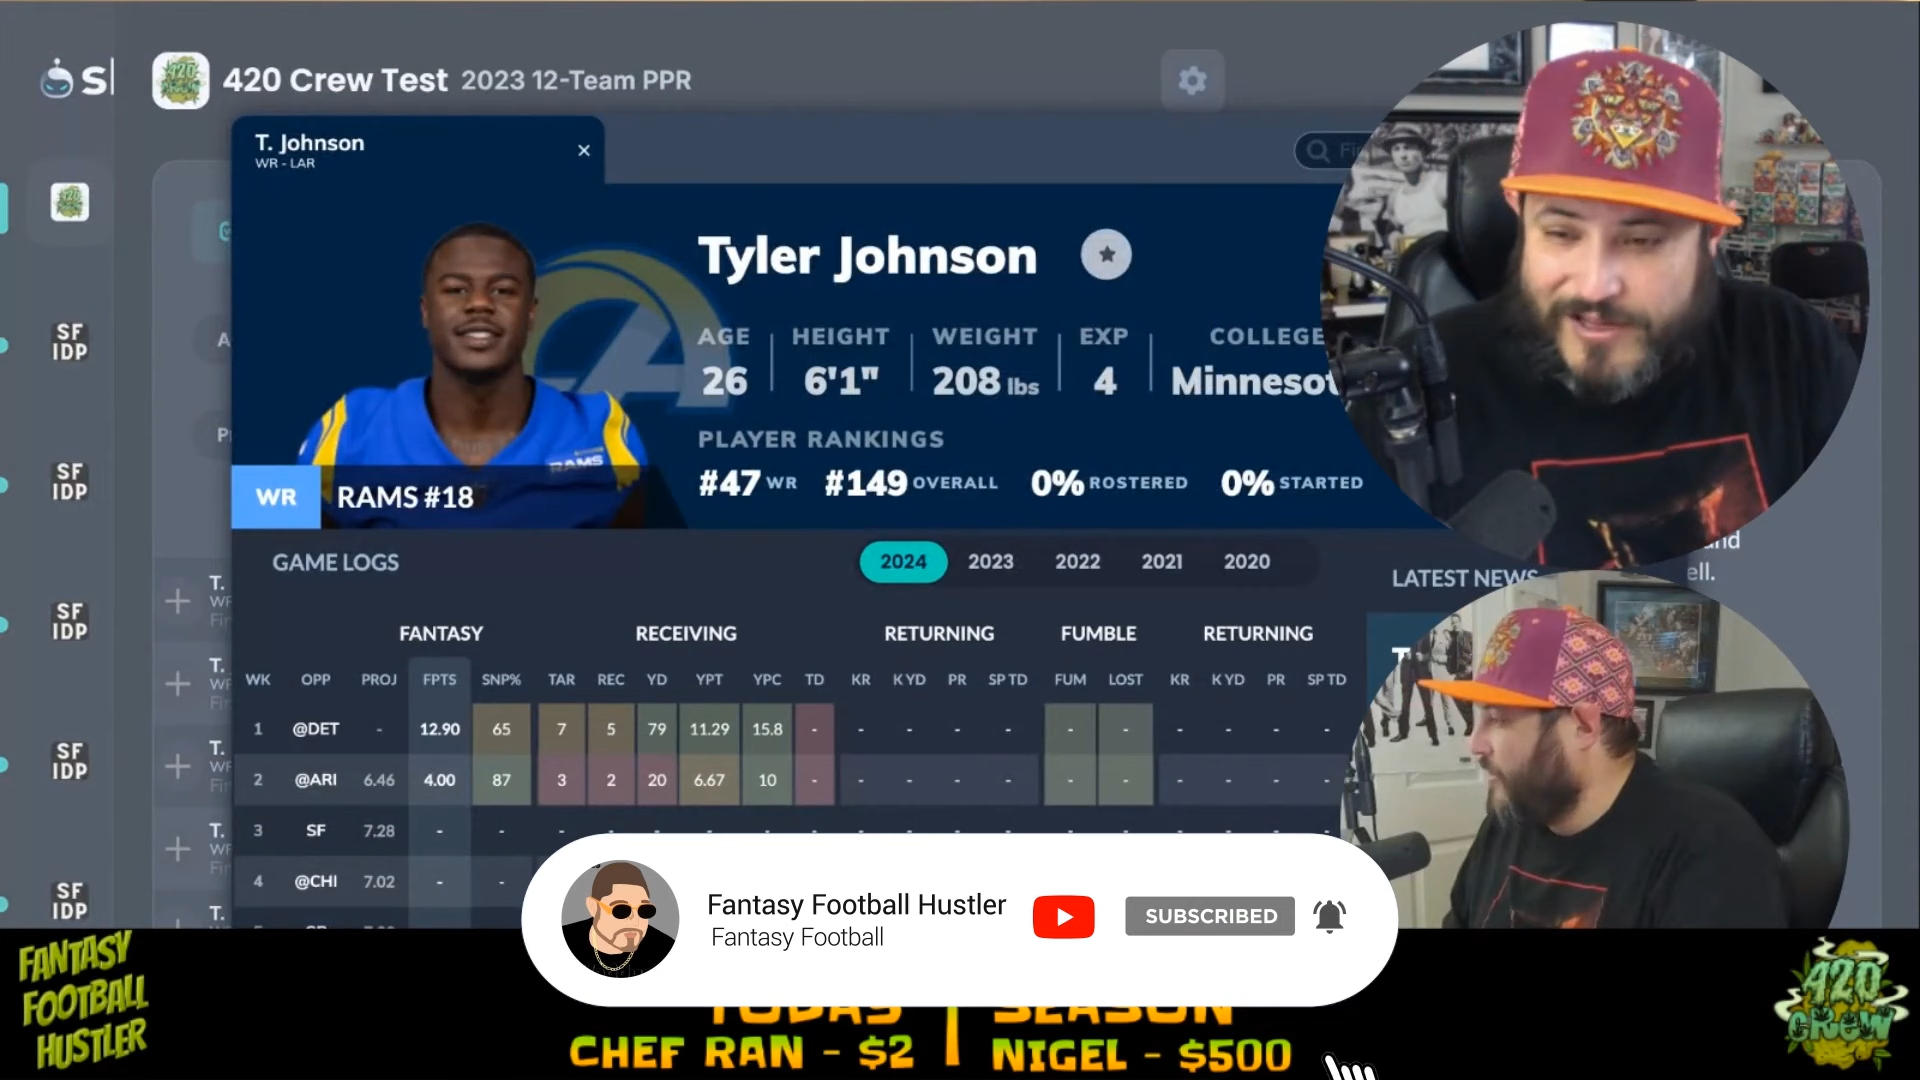 420 Crew Test 2023 12-Team PPR
T. Johnson
WR - LAR
Tyler Johnson
AGE HEIGHT WEIGHT EXP COLLEGE
26 6'1" 208 lbs 4 Minnesot
PLAYER RANKINGS
#47 WR #149 OVERALL 0% ROSTERED 0% STARTED
WR RAMS #18
RAMS
GAME LOGS
2024 2023 2022 2021 2020
LATEST NEWS
FANTASY RECEIVING RETURNING FUMBLE RETURNING
WK OPP PROJ FPTS SNP% TAR REC YD YPT YPC TD KR K YD PR SP TD FUM LOST KR K YD PR SP TD
1 @DET - 12.90 65 7 5 79 11.29 15.8 - - - - - - - - - - -
2 @ARI 6.46 4.00 87 3 2 20 6.67 10 - - - - - - - - - - -
3 SF 7.28 - - - - - - - - - - - - - - - - - -
4 @CHI 7.02 - -
SF
IDP
SF
IDP
SF
IDP
SF
IDP
SF
IDP
ell.
Fantasy Football Hustler
Fantasy Football
SUBSCRIBED
FANTASY
FOOTBALL
HUSTLER
TODAY SEASON
CHEF RAN - $2 NIGEL - $500
420
CREW